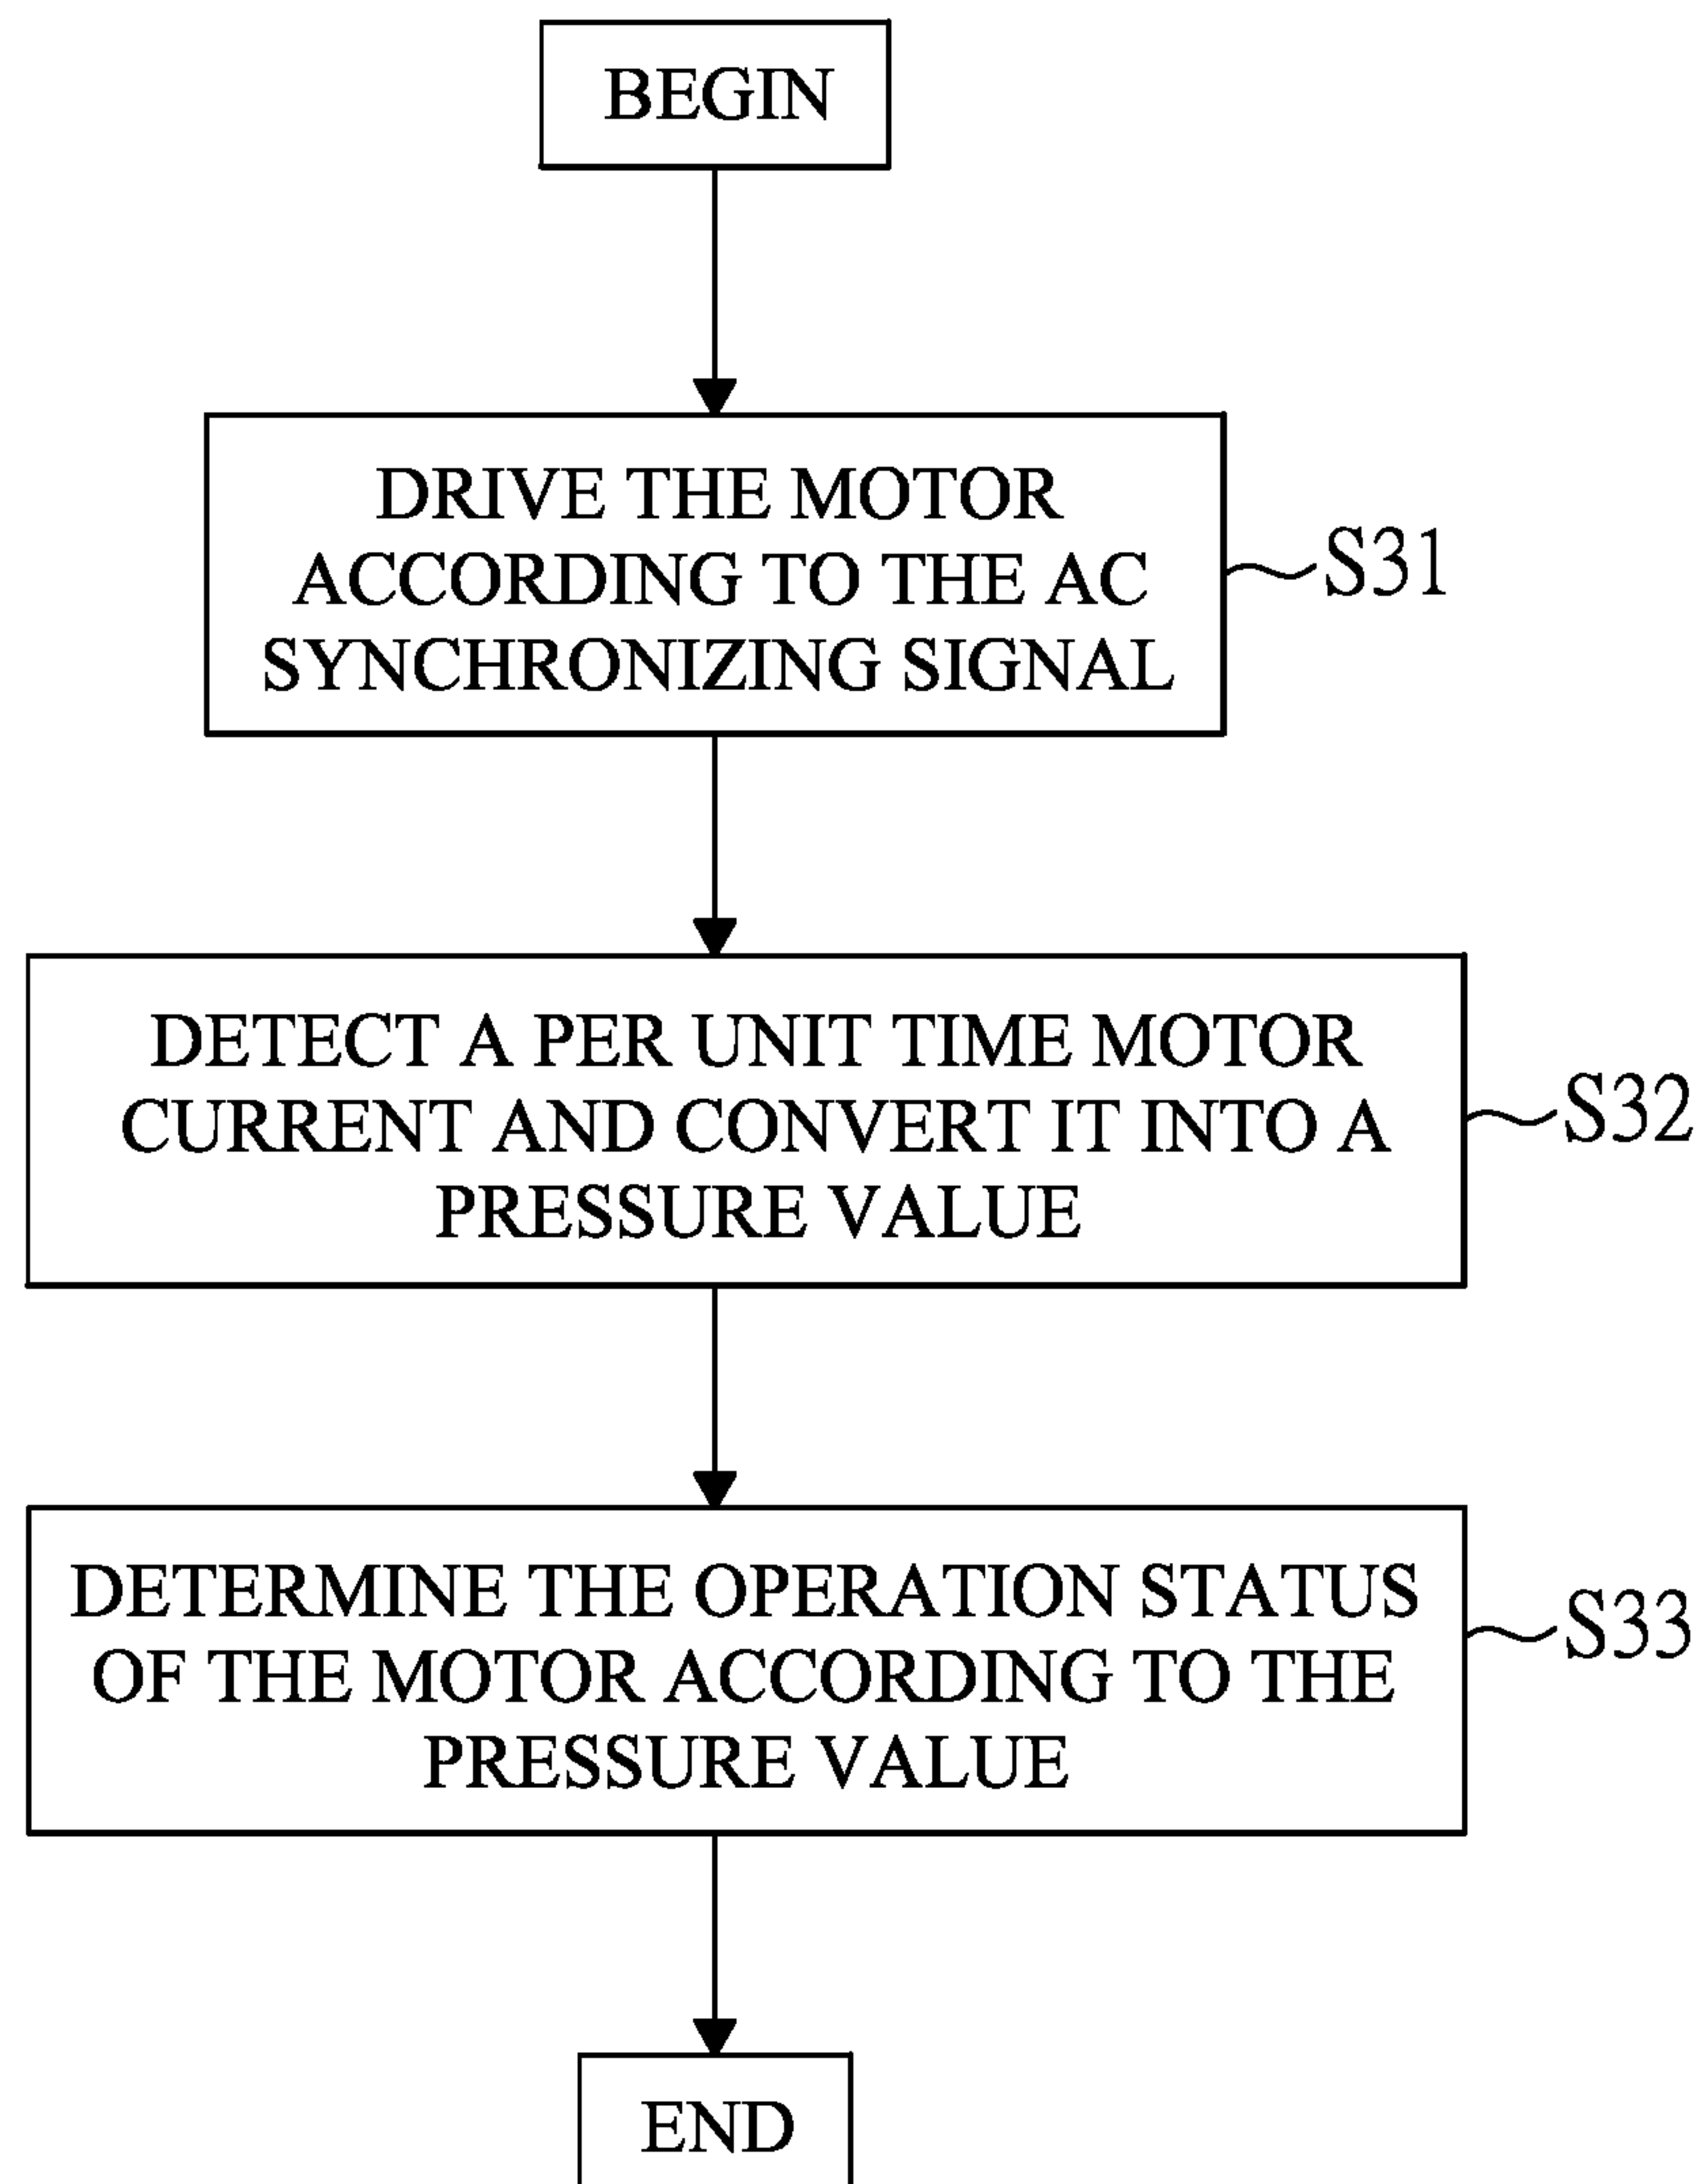 BEGIN
DRIVE THE MOTOR
ACCORDING TO THE AC
SYNCHRONIZING SIGNAL
S31
DETECT A PER UNIT TIME MOTOR
CURRENT AND CONVERT IT INTO A
PRESSURE VALUE
S32
DETERMINE THE OPERATION STATUS
OF THE MOTOR ACCORDING TO THE
PRESSURE VALUE
S33
END